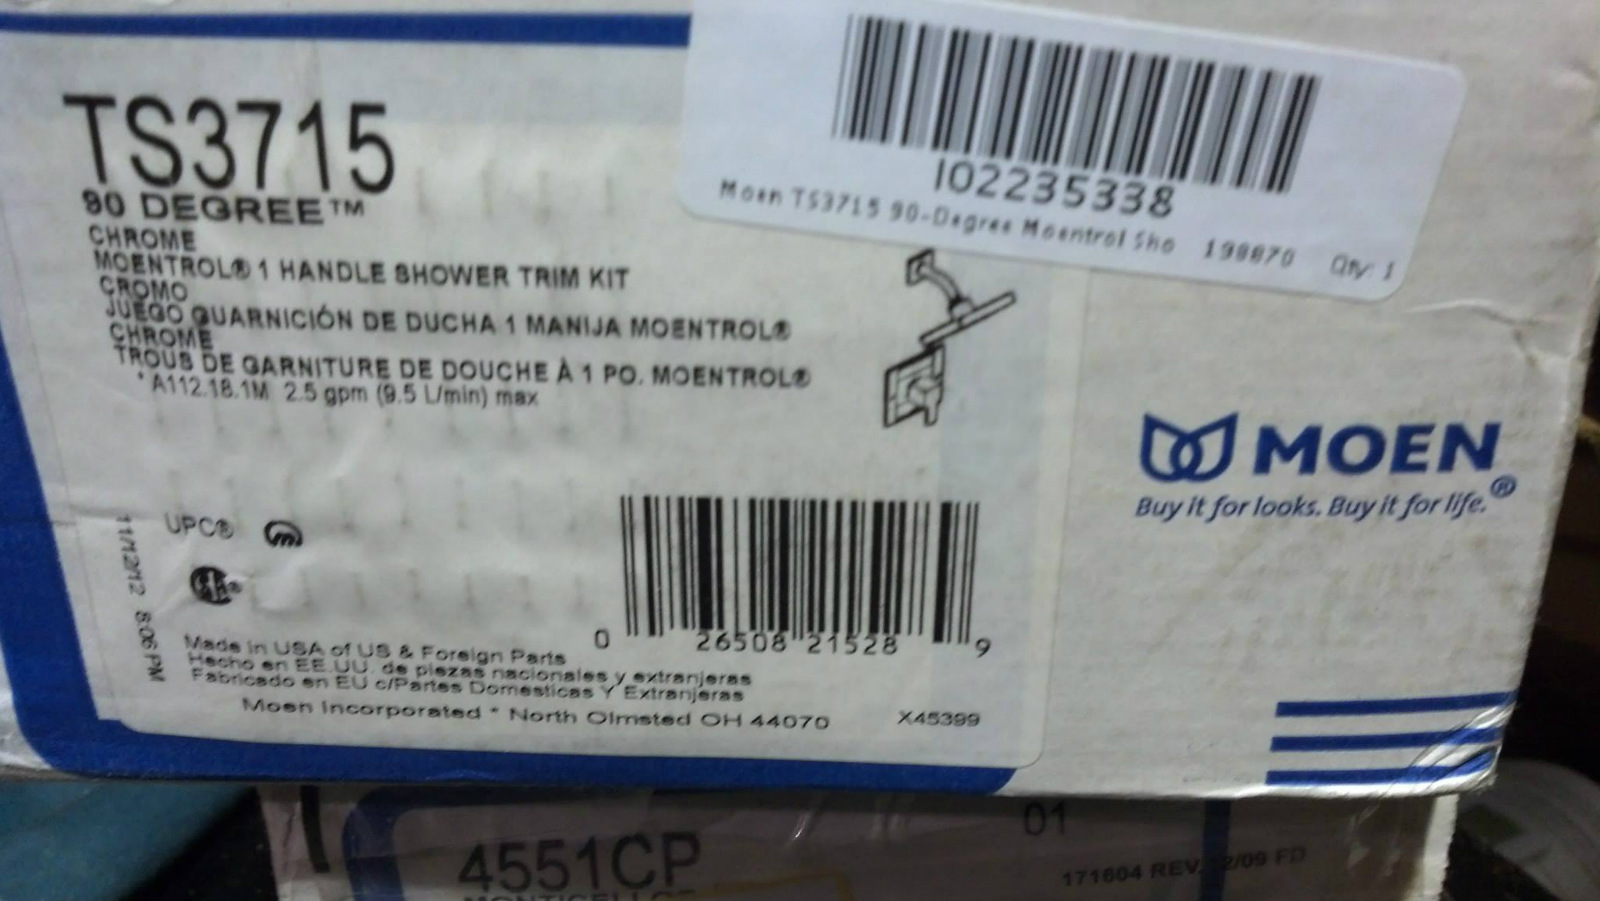 TS3715
90 DEGREE™
CHROME
MOENTROL® 1 HANDLE SHOWER TRIM KIT
CROMO
JUEGO GUARNICIÓN DE DUCHA 1 MANIJA MOENTROL®
CHROME
TROUS DE GARNITURE DE DOUCHE À 1 PO. MOENTROL®
* A112.18.1M 2.5 gpm (9.5 L/min) max
102235338
Moen TS3715 90-Degree Moentrol Sho 198870 Qty: 1
MOEN
Buy it for looks. Buy it for life.®
UPC®
11/12/12 8:06 PM
0 26508 21528 9
Made in USA of US & Foreign Parts
Hecho en EE.UU. de piezas nacionales y extranjeras
Fabricado en EU c/Partes Domesticas Y Extranjeras
Moen Incorporated * North Olmsted OH 44070 X45399
01
4551CP
171604 REV. 2/09 FD